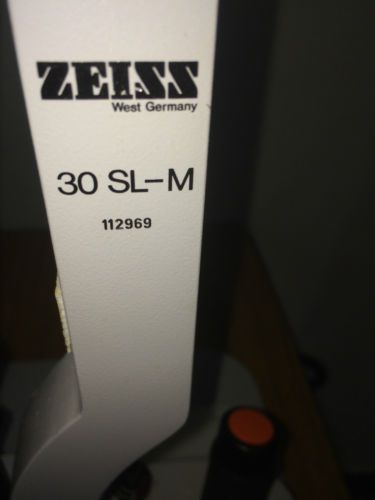 ZEISS
West Germany
30 SL-M
112969